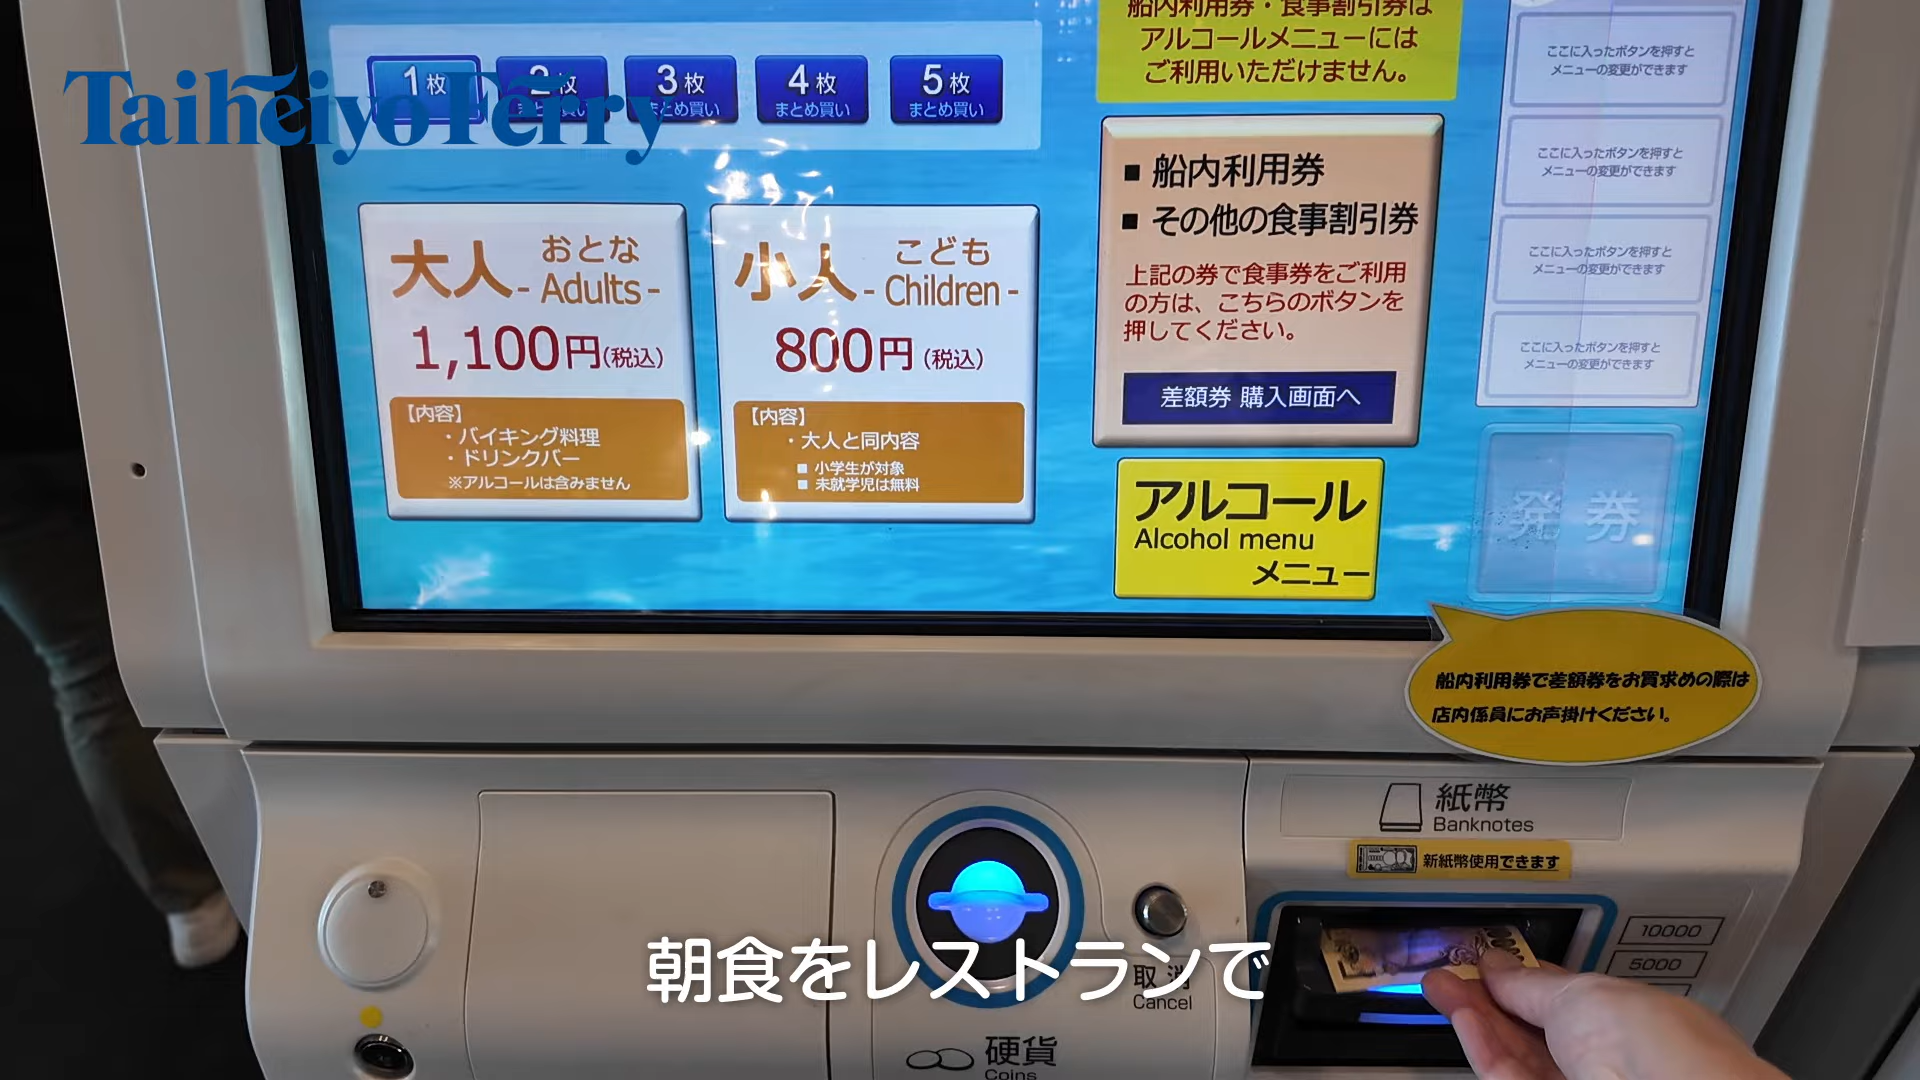 船内利用券・食事割引券は
アルコールメニューには
ご利用いただけません。
Taiheiyo Ferry
1枚
2枚
まとめ買い
3枚
まとめ買い
4枚
まとめ買い
5枚
まとめ買い
大人 おとな
- Adults -
1,100円(税込)
【内容】
・バイキング料理
・ドリンクバー
※アルコールは含みません
小人 こども
- Children -
800円(税込)
【内容】
・大人と同内容
■ 小学生が対象
■ 未就学児は無料
■ 船内利用券
■ その他の食事割引券
上記の券で食事券をご利用
の方は、こちらのボタンを
押してください。
差額券 購入画面へ
アルコール
Alcohol menu
メニュー
ここに入ったボタンを押すと
メニューの変更ができます
ここに入ったボタンを押すと
メニューの変更ができます
ここに入ったボタンを押すと
メニューの変更ができます
ここに入ったボタンを押すと
メニューの変更ができます
発券
船内利用券で差額券をお買求めの際は
店内係員にお声掛けください。
紙幣
Banknotes
新紙幣使用できます
10000
5000
取消
Cancel
硬貨
Coins
朝食をレストランで